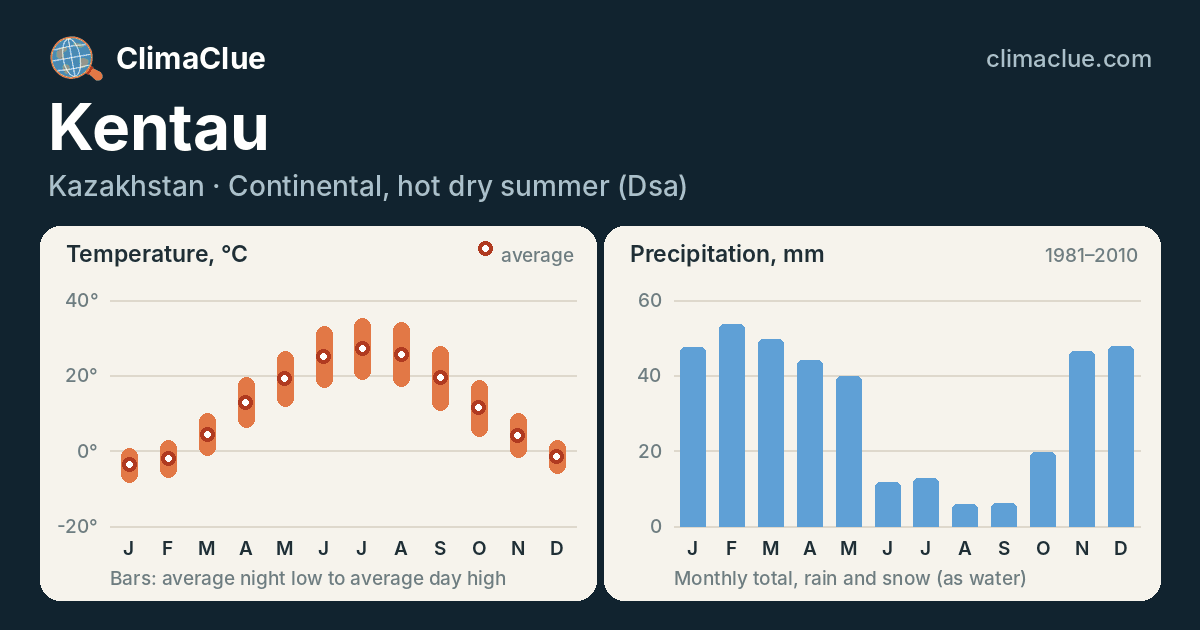 ClimaClue
climaclue.com
Kentau
Kazakhstan · Continental, hot dry summer (Dsa)
Temperature, °C
average
40°
20°
0°
-20°
J F M A M J J A S O N D
Bars: average night low to average day high
Precipitation, mm
1981–2010
60
40
20
0
J F M A M J J A S O N D
Monthly total, rain and snow (as water)